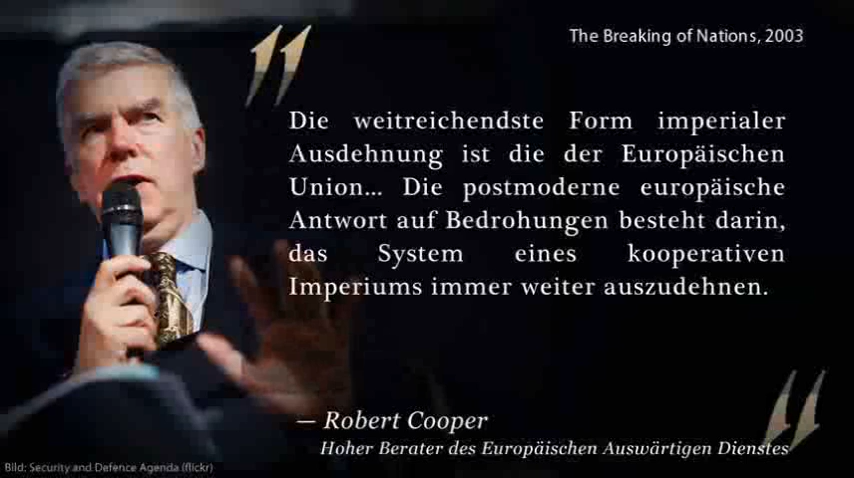 The Breaking of Nations, 2003
Die weitreichendste Form imperialer
Ausdehnung ist die der Europäischen
Union... Die postmoderne europäische
Antwort auf Bedrohungen besteht darin,
das System eines kooperativen
Imperiums immer weiter auszudehnen.
— Robert Cooper
Hoher Berater des Europäischen Auswärtigen Dienstes
Bild: Security and Defence Agenda (flickr)